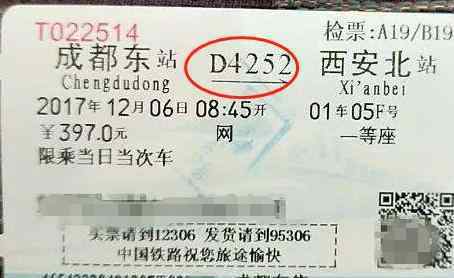 T022514 检票:A19/B19
成都东站 D4252 西安北站
Chengdudong Xi'anbei
2017年12月06日08:45开 01车05F号
￥397.0元 网 一等座
限乘当日当次车
买票请到12306 发货请到95306
中国铁路祝您旅途愉快